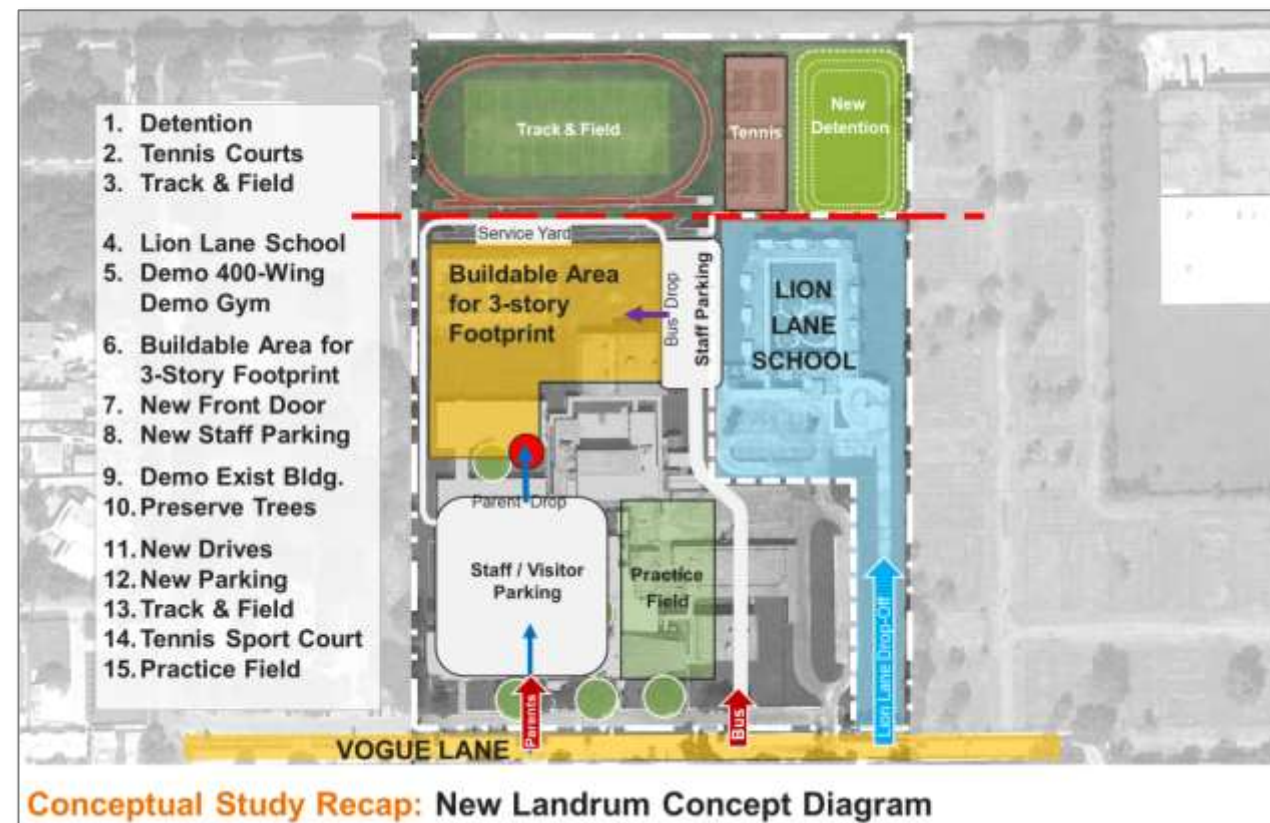 1. Detention
2. Tennis Courts
3. Track & Field
4. Lion Lane School
5. Demo 400-Wing
Demo Gym
6. Buildable Area for
3-Story Footprint
7. New Front Door
8. New Staff Parking
9. Demo Exist Bldg.
10. Preserve Trees
11. New Drives
12. New Parking
13. Track & Field
14. Tennis Sport Court
15. Practice Field
Track & Field
Tennis
New
Detention
Service Yard
Buildable Area
for 3-story
Footprint
Bus Drop
Staff Parking
LION
LANE
SCHOOL
Parent Drop
Staff / Visitor
Parking
Practice
Field
Parents
Bus
Lion Lane Drop-Off
VOGUE LANE
Conceptual Study Recap: New Landrum Concept Diagram